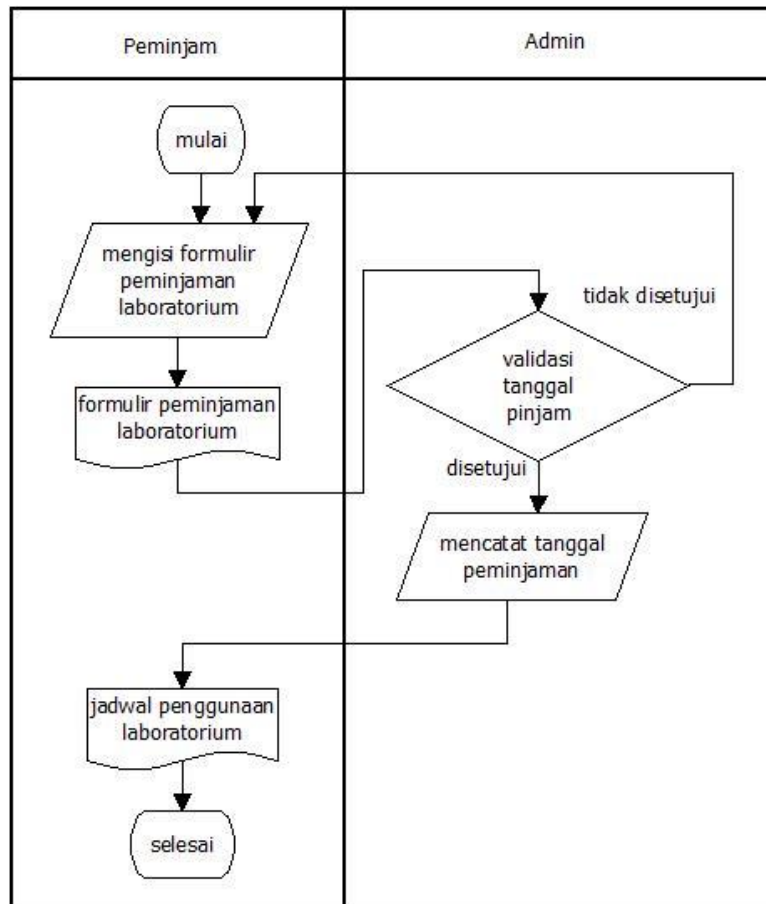 Peminjam
Admin
mulai
mengisi formulir
peminjaman
laboratorium
tidak disetujui
validasi
tanggal
pinjam
formulir peminjaman
laboratorium
disetujui
mencatat tanggal
peminjaman
jadwal penggunaan
laboratorium
selesai